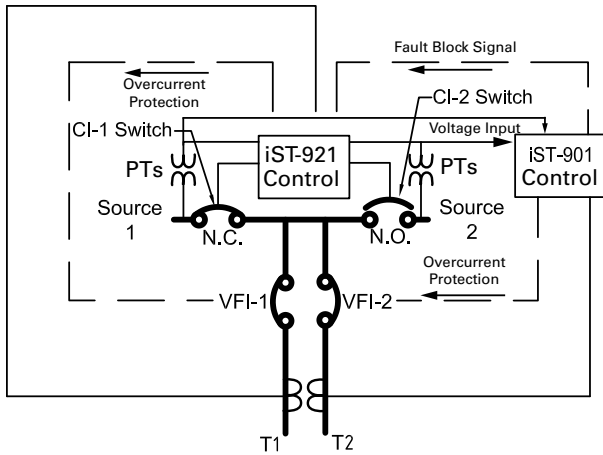 Fault Block Signal
Overcurrent
Protection
CI-2 Switch
CI-1 Switch
Voltage Input
iST-921
Control
iST-901
Control
PTs
PTs
Source
1
N.C.
N.O.
Source
2
Overcurrent
Protection
VFI-1
VFI-2
T1
T2